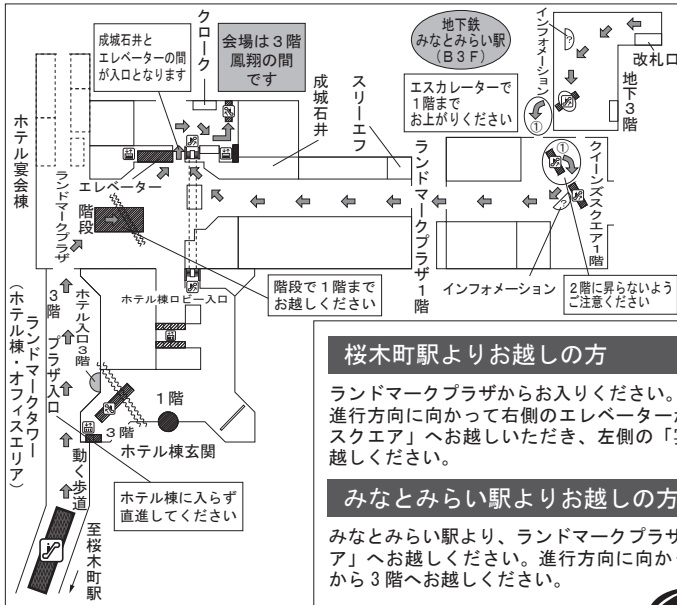 クローク
成城石井と
エレベーターの間
が入口となります
会場は３階
鳳翔の間
です
地下鉄
みなとみらい駅
（Ｂ３Ｆ）
エスカレーターで
１階まで
お上がりください
インフォメーション
改札口
地下３階
①
成城石井
スリーエフ
ランドマークプラザ１階
クイーンズスクエア１階
①
ホテル宴会棟
ランドマークプラザ
エレベーター
階段
階段で１階まで
お越しください
インフォメーション
２階に昇らないよう
ご注意ください
ホテル棟ロビー入口
３階　プラザ入口
ホテル入口３階
１階
３階
ホテル棟玄関
ランドマークタワー
（ホテル棟・オフィスエリア）
動く歩道
ホテル棟に入らず
直進してください
至桜木町駅
桜木町駅よりお越しの方
ランドマークプラザからお入りください。
進行方向に向かって右側のエレベーター
スクエア」へお越しいただき、左側の「
越しください。
みなとみらい駅よりお越しの方
みなとみらい駅より、ランドマークプラザ
ア」へお越しください。進行方向に向か
から３階へお越しください。